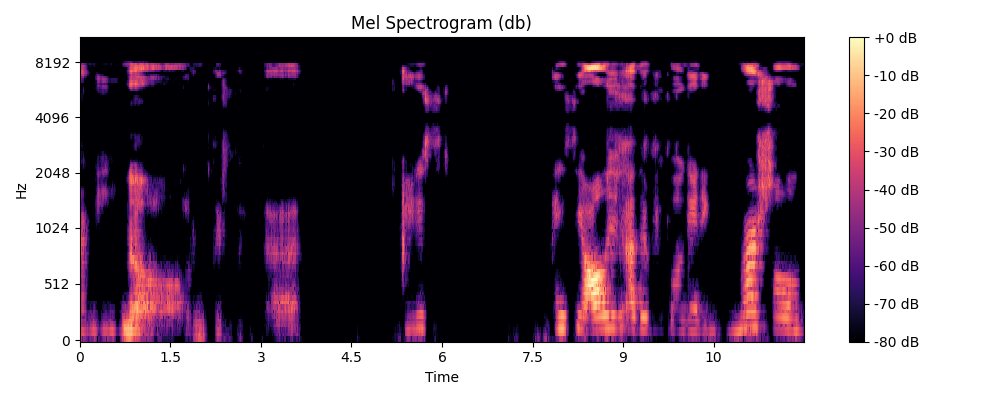 Mel Spectrogram (db)
8192
4096
2048
1024
512
0
Hz
0 1.5 3 4.5 6 7.5 9 10
Time
+0 dB
-10 dB
-20 dB
-30 dB
-40 dB
-50 dB
-60 dB
-70 dB
-80 dB